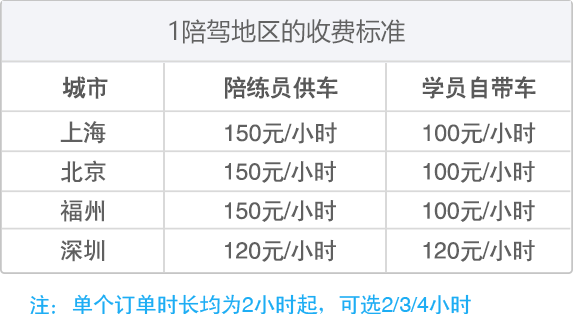 1陪驾地区的收费标准
城市 陪练员供车 学员自带车
上海 150元/小时 100元/小时
北京 150元/小时 100元/小时
福州 150元/小时 100元/小时
深圳 120元/小时 120元/小时
注：单个订单时长均为2小时起，可选2/3/4小时